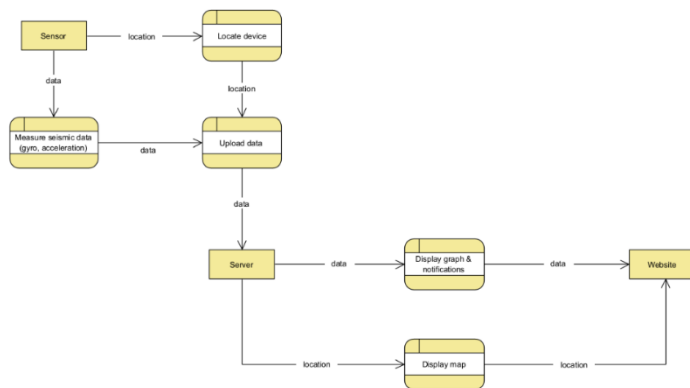 Sensor
location
Locate device
data
location
Measure seismic data
(gyro, acceleration)
data
Upload data
data
Server
data
Display graph &
notifications
data
Website
location
Display map
location